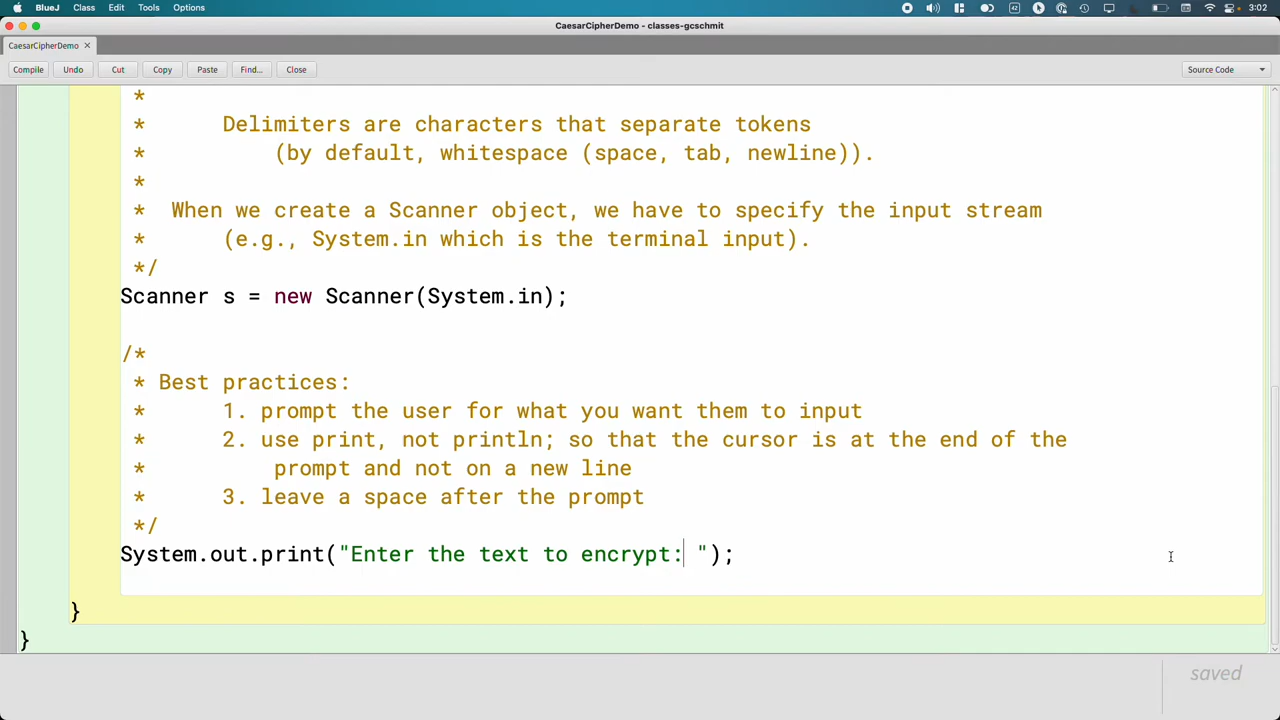 BlueJ Class Edit Tools Options 3:02
CaesarCipherDemo - classes-gcschmit
CaesarCipherDemo ×
Compile Undo Cut Copy Paste Find... Close Source Code
*
* Delimiters are characters that separate tokens
* (by default, whitespace (space, tab, newline)).
*
* When we create a Scanner object, we have to specify the input stream
* (e.g., System.in which is the terminal input).
*/
Scanner s = new Scanner(System.in);
/*
* Best practices:
* 1. prompt the user for what you want them to input
* 2. use print, not println; so that the cursor is at the end of the
* prompt and not on a new line
* 3. leave a space after the prompt
*/
System.out.print("Enter the text to encrypt: ");
}
}
saved